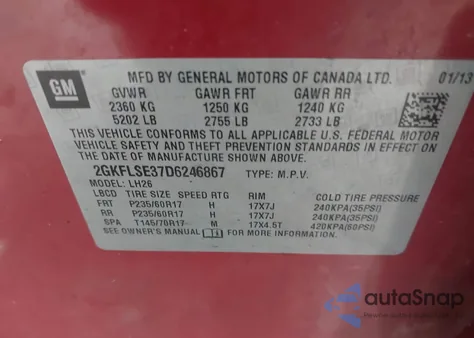 GM
MFD BY GENERAL MOTORS OF CANADA LTD. 01/13
GVWR GAWR FRT GAWR RR
2360 KG 1250 KG 1240 KG
5202 LB 2755 LB 2733 LB
THIS VEHICLE CONFORMS TO ALL APPLICABLE U.S. FEDERAL MOTOR
VEHICLE SAFETY AND THEFT PREVENTION STANDARDS IN EFFECT ON
THE DATE OF MANUFACTURE SHOWN ABOVE.
2GKFLSE37D6246867 TYPE: M.P.V.
MODEL: LH26
LBCD TIRE SIZE SPEED RTG RIM COLD TIRE PRESSURE
FRT P235/60R17 H 17X7J 240KPA(35PSI)
RR P235/60R17 H 17X7J 240KPA(35PSI)
SPA T145/70R17 M 17X4.5T 420KPA(60PSI)
SEE OWNER'S MANUAL FOR MORE INFORMATION.
autoSnap